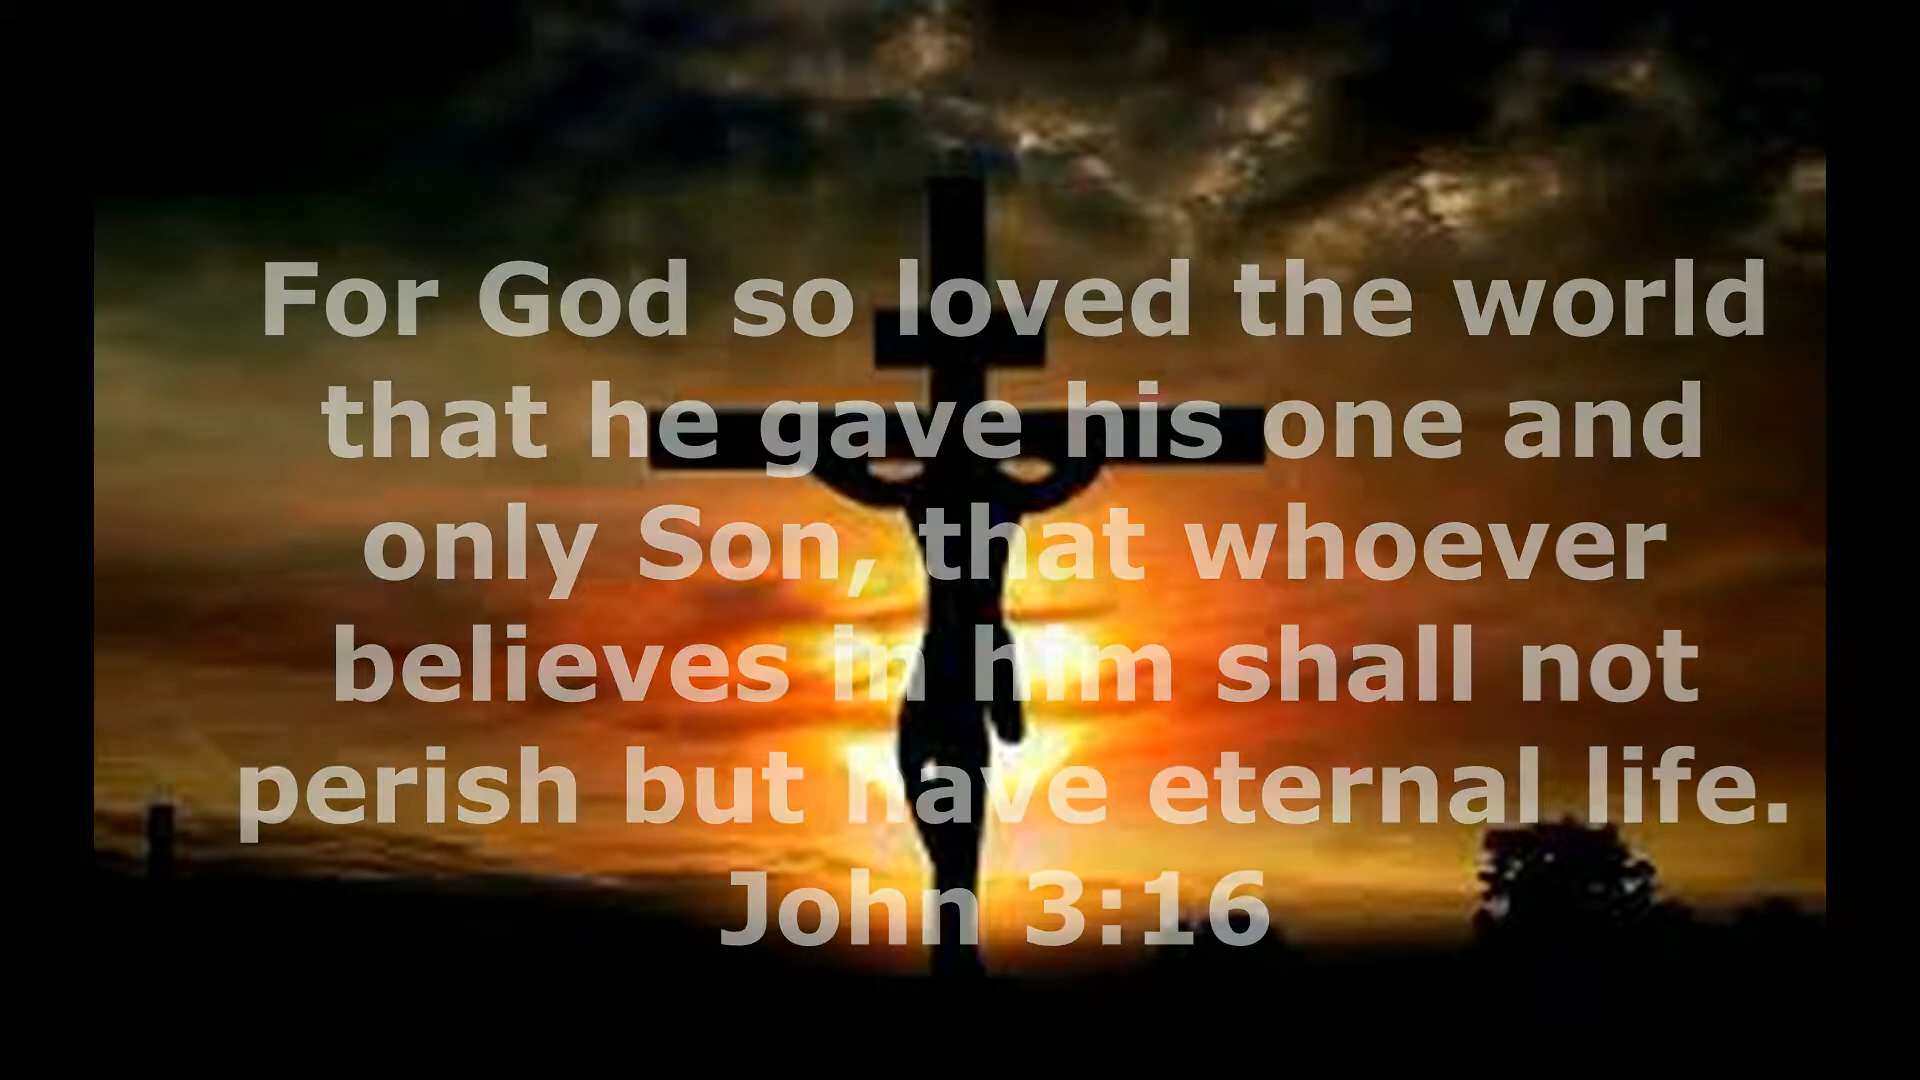 For God so loved the world
that he gave his one and
only Son, that whoever
believes in him shall not
perish but have eternal life.
John 3:16